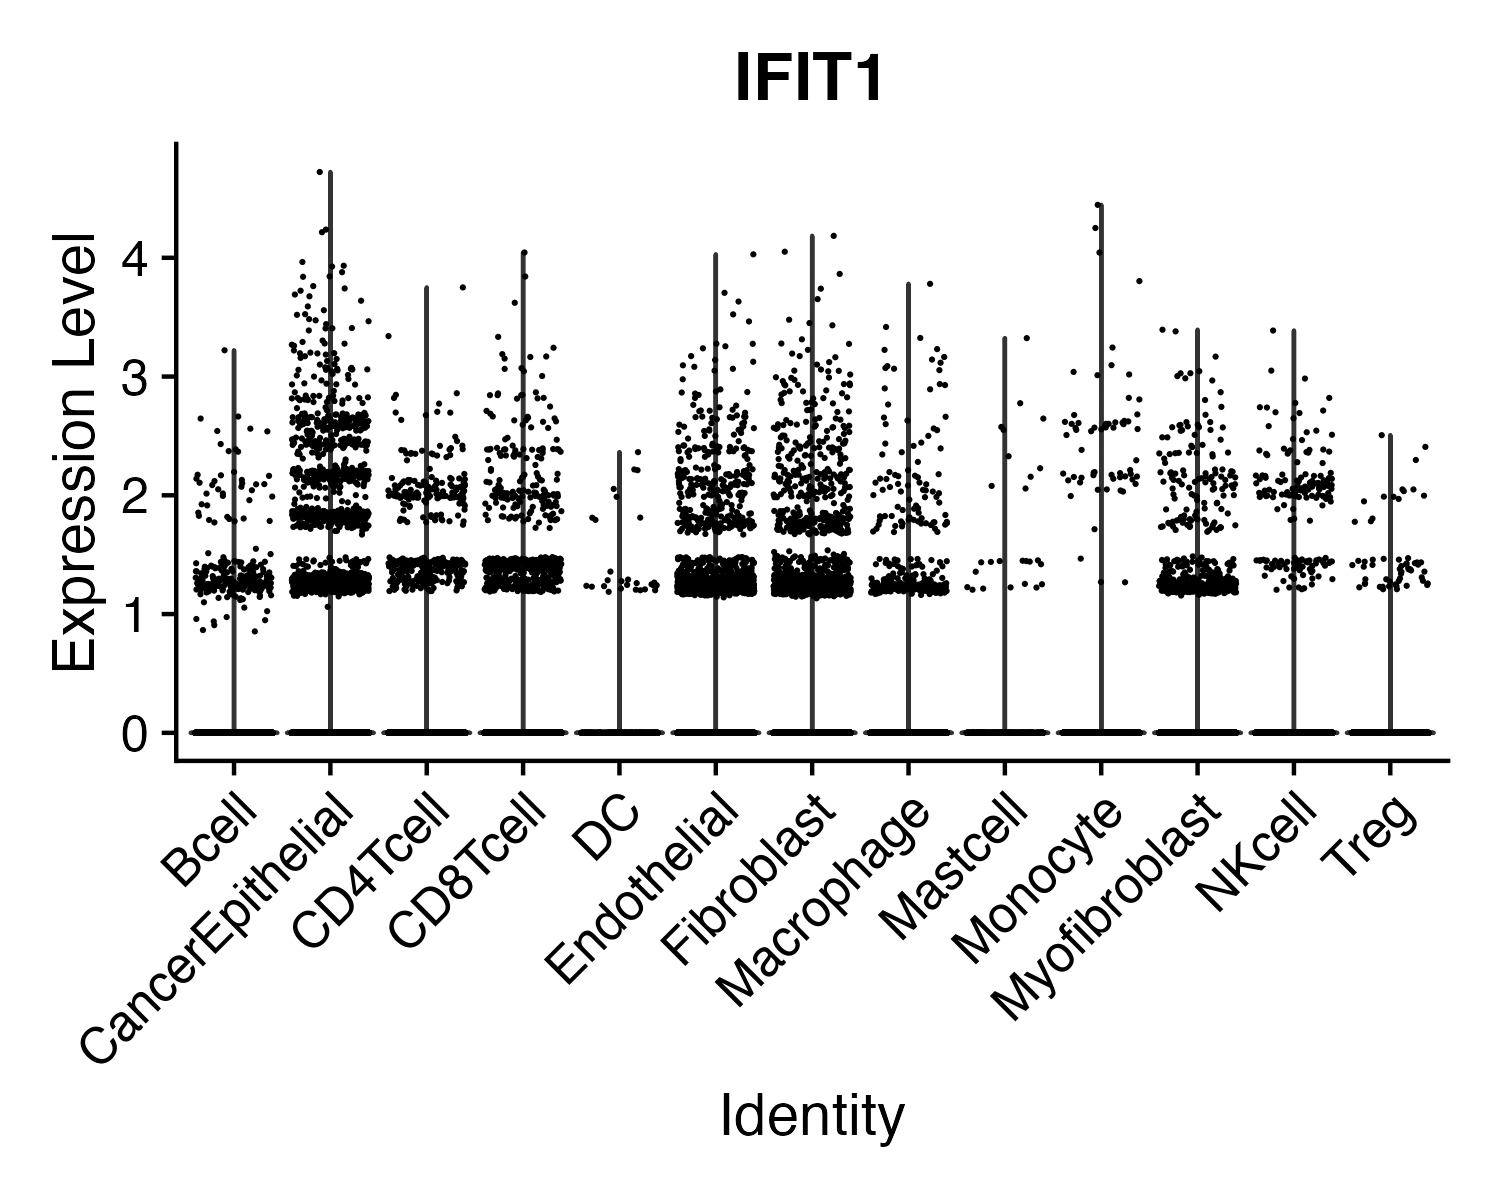 IFIT1
Expression Level
4
3
2
1
0
Bcell
CancerEpithelial
CD4Tcell
CD8Tcell
DC
Endothelial
Fibroblast
Macrophage
Mastcell
Monocyte
Myofibroblast
NKcell
Treg
Identity